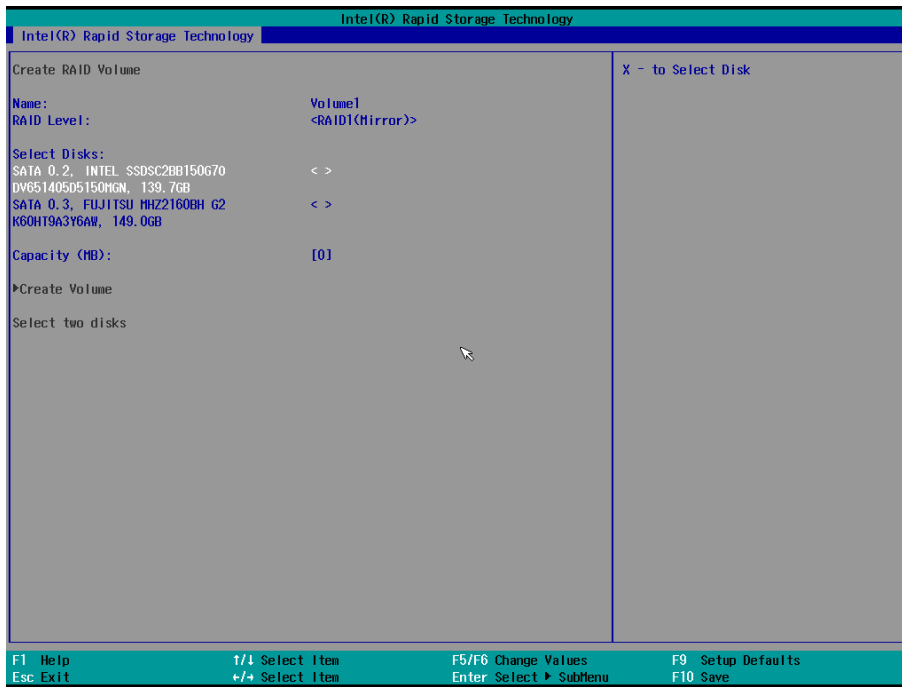 Intel(R) Rapid Storage Technology
Intel(R) Rapid Storage Technology
Create RAID Volume
X - to Select Disk
Name: Volume1
RAID Level: <RAID1(Mirror)>
Select Disks:
SATA 0.2, INTEL SSDSC2BB150G70 < >
DV651405D5150MGN, 139.7GB
SATA 0.3, FUJITSU MHZ2160BH G2 < >
K60HT9A3Y6AW, 149.0GB
Capacity (MB): [0]
▶Create Volume
Select two disks
F1 Help ↑/↓ Select Item F5/F6 Change Values F9 Setup Defaults
Esc Exit ←/→ Select Item Enter Select ▶ SubMenu F10 Save